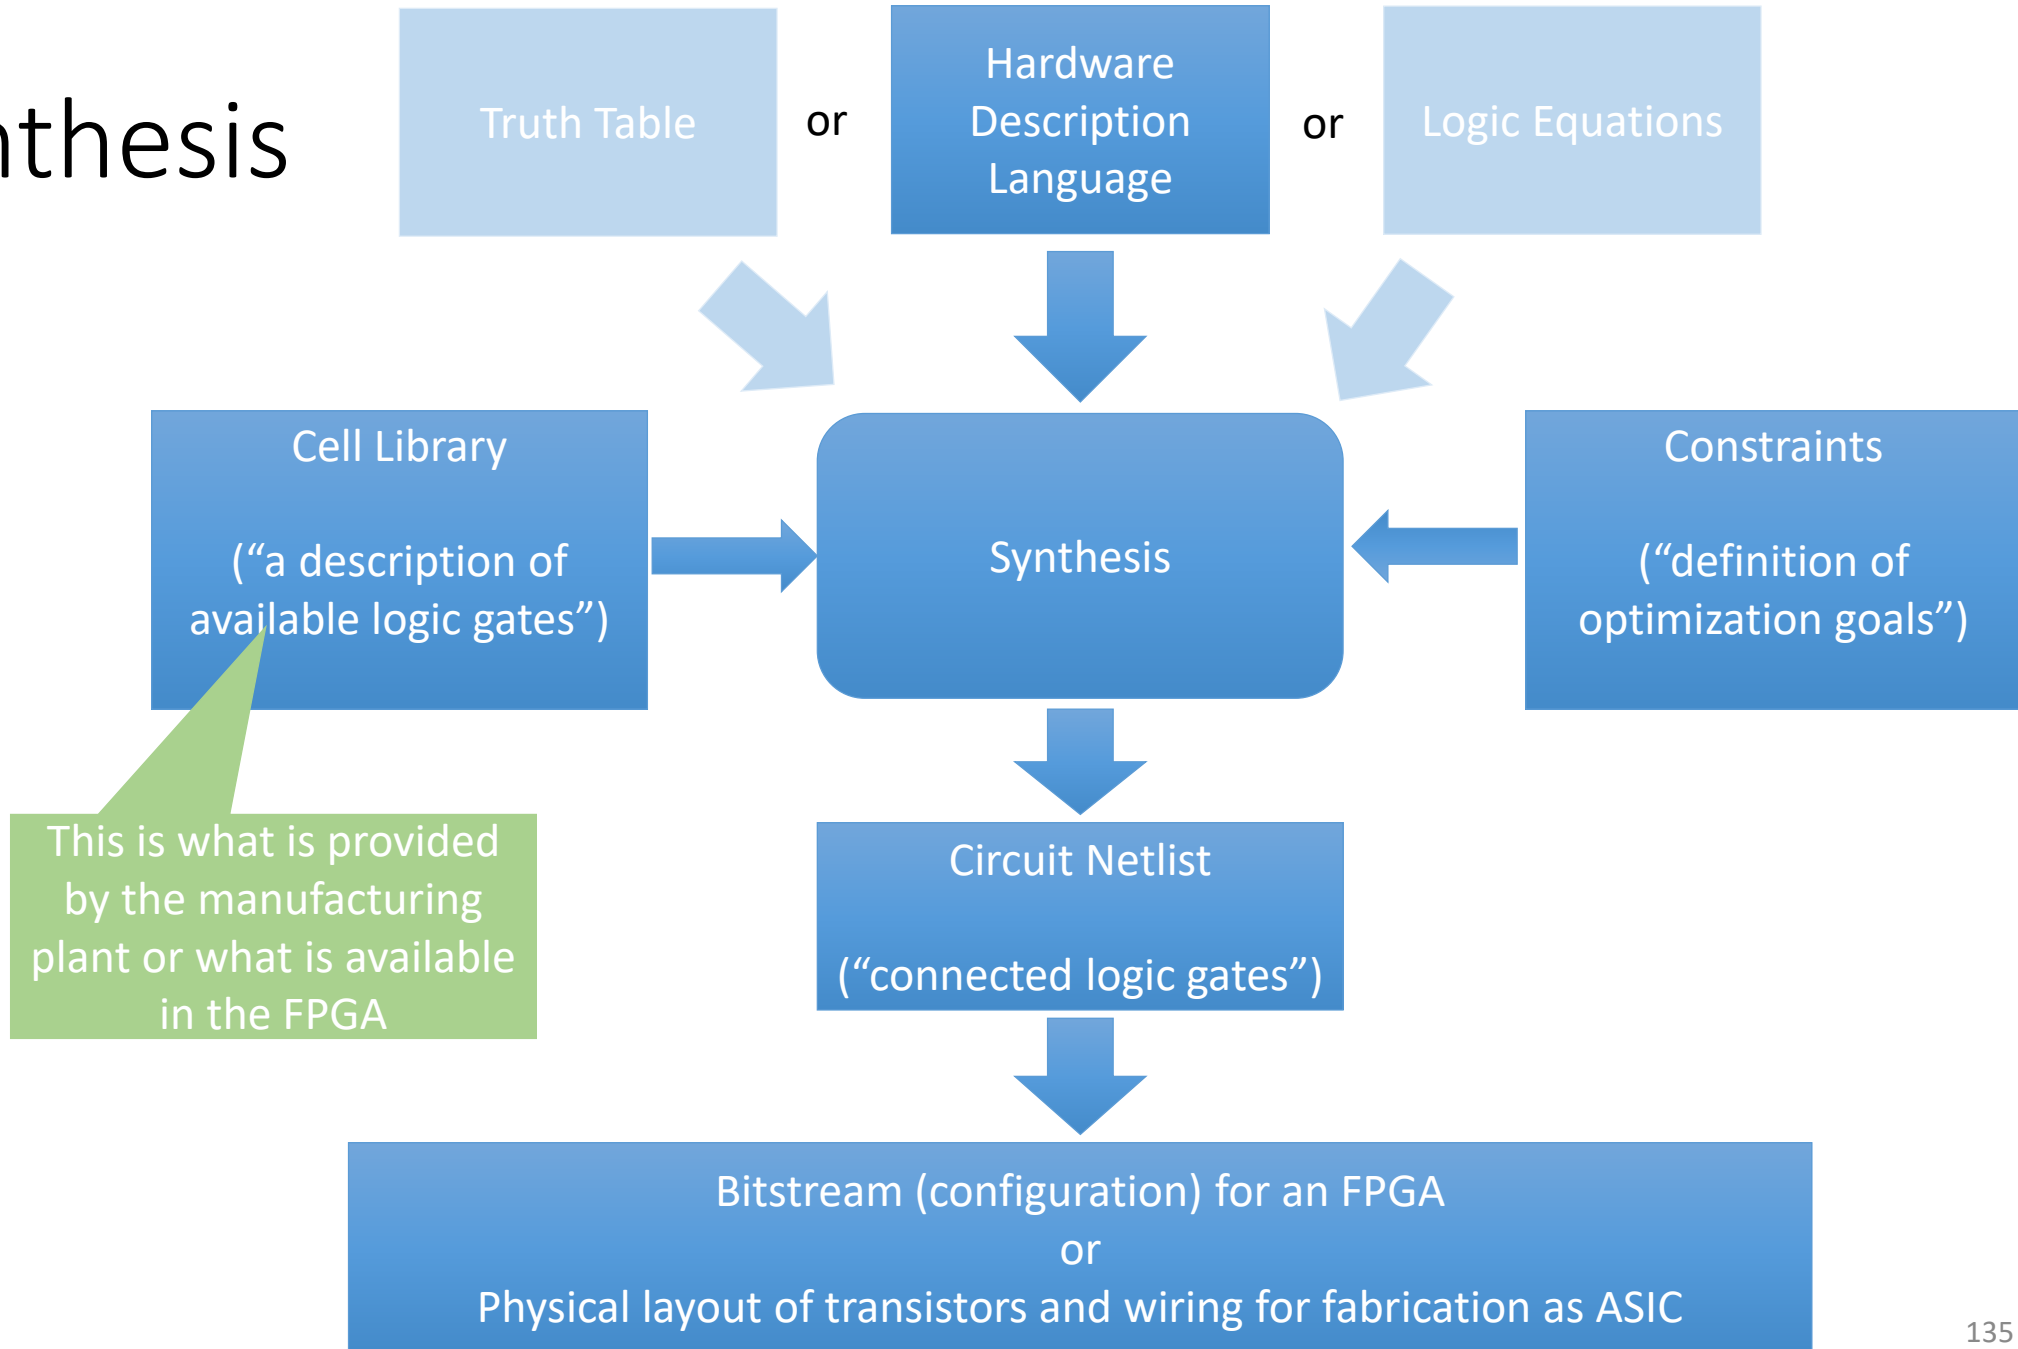 nthesis
Truth Table
or
Hardware
Description
Language
or
Logic Equations
Cell Library
(“a description of
available logic gates”)
Synthesis
Constraints
(“definition of
optimization goals”)
This is what is provided
by the manufacturing
plant or what is available
in the FPGA
Circuit Netlist
(“connected logic gates”)
Bitstream (configuration) for an FPGA
or
Physical layout of transistors and wiring for fabrication as ASIC
135